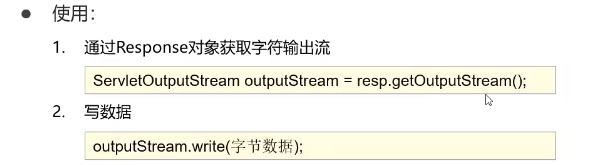 使用：
1. 通过Response对象获取字符输出流
ServletOutputStream outputStream = resp.getOutputStream();
2. 写数据
outputStream.write(字节数据);